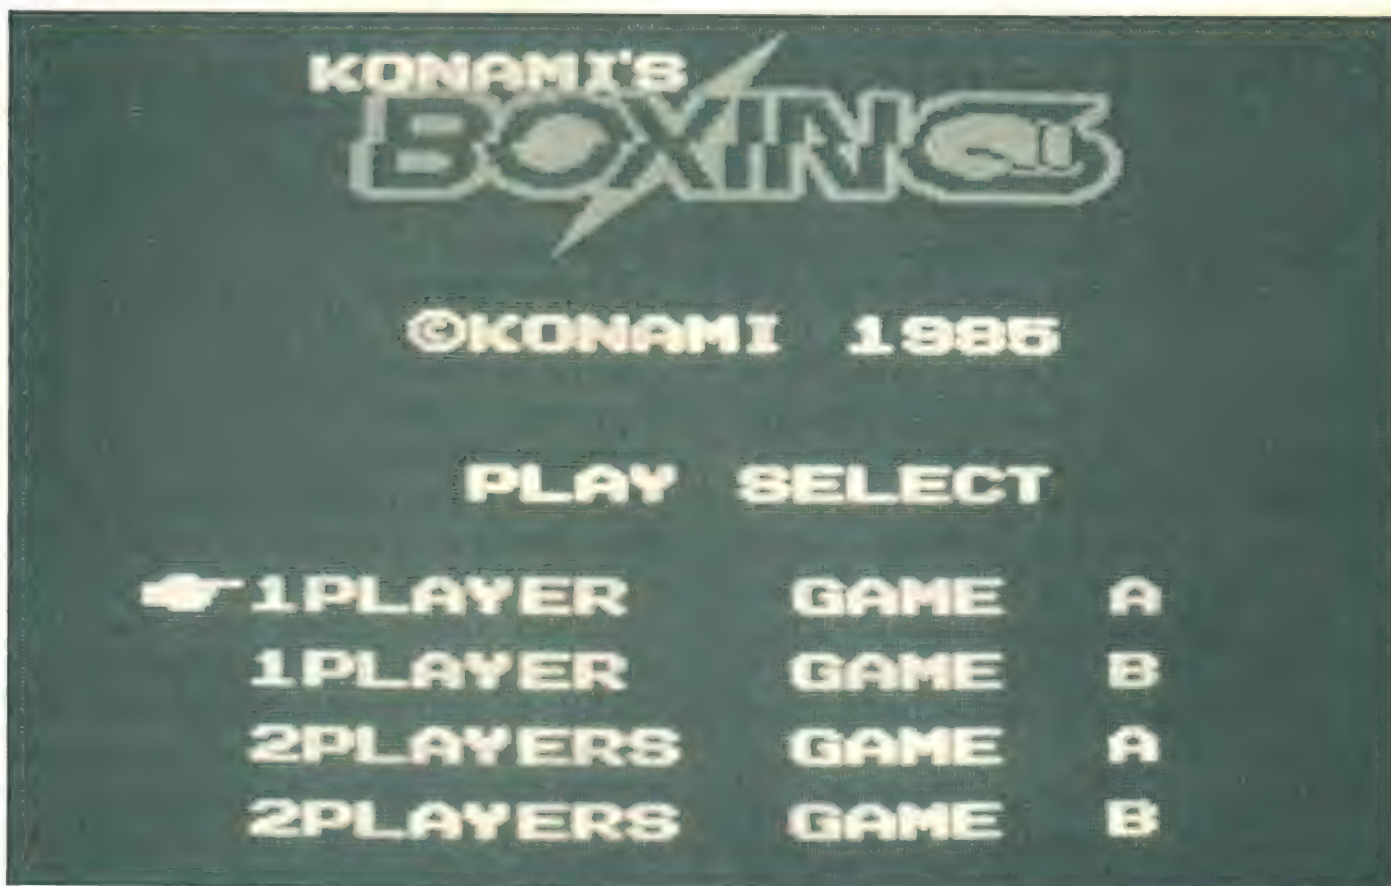 KONAMI'S
BOXING
©KONAMI 1985
PLAY SELECT
1PLAYER GAME A
1PLAYER GAME B
2PLAYERS GAME A
2PLAYERS GAME B